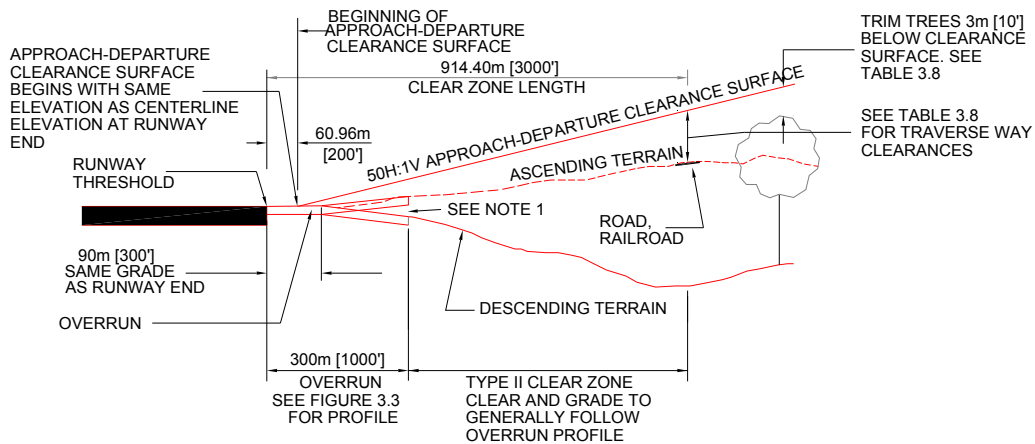 BEGINNING OF
APPROACH-DEPARTURE
CLEARANCE SURFACE
TRIM TREES 3m [10']
BELOW CLEARANCE
SURFACE. SEE
TABLE 3.8
APPROACH-DEPARTURE
CLEARANCE SURFACE
BEGINS WITH SAME
ELEVATION AS CENTERLINE
ELEVATION AT RUNWAY
END
914.40m [3000']
CLEAR ZONE LENGTH
60.96m
[200']
50H:1V APPROACH-DEPARTURE CLEARANCE SURFACE
SEE TABLE 3.8
FOR TRAVERSE WAY
CLEARANCES
ASCENDING TERRAIN
RUNWAY
THRESHOLD
SEE NOTE 1
ROAD,
RAILROAD
90m [300']
SAME GRADE
AS RUNWAY END
OVERRUN
DESCENDING TERRAIN
300m [1000']
OVERRUN
SEE FIGURE 3.3
FOR PROFILE
TYPE II CLEAR ZONE
CLEAR AND GRADE TO
GENERALLY FOLLOW
OVERRUN PROFILE